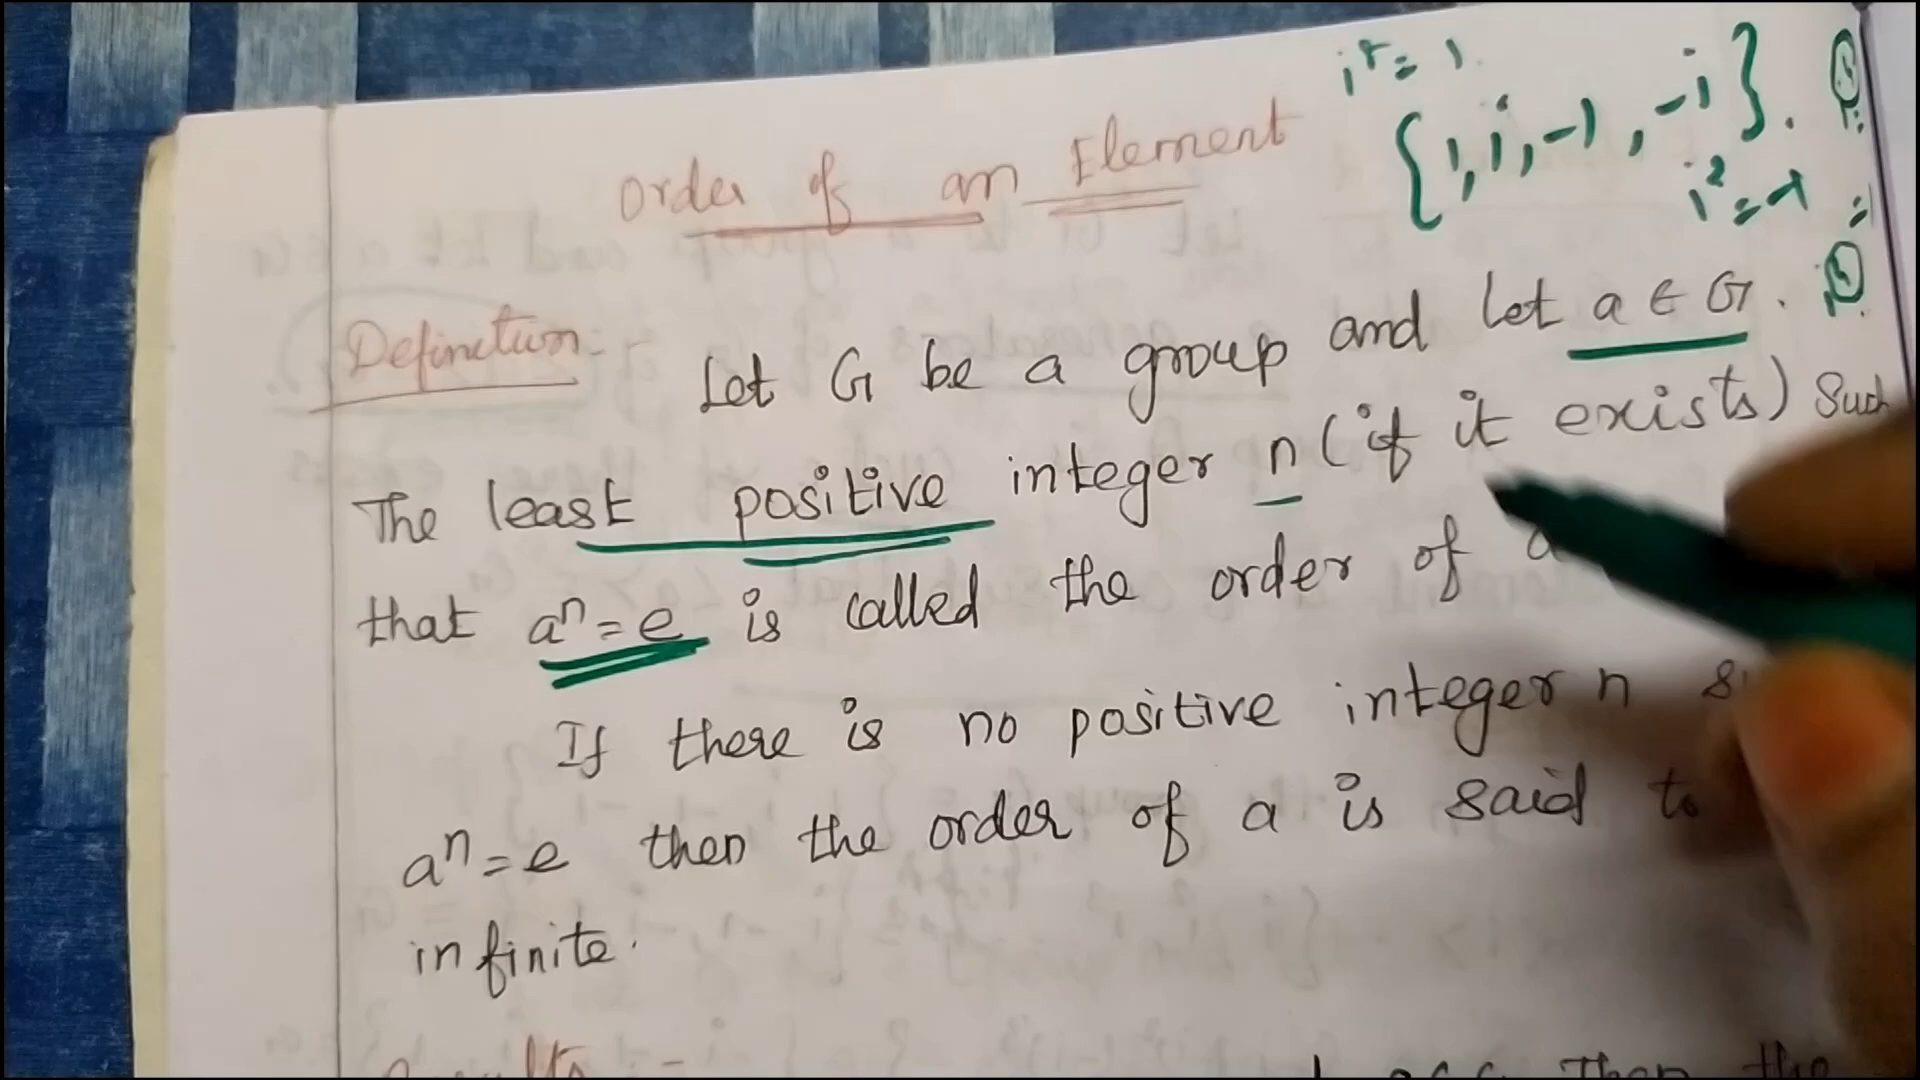 i⁴ = 1
{1, i, -1, -i}.
i² = -1
Order of an Element
Definition:- Let G be a group and let a ∈ G.
The least positive integer n (if it exists) Such
that aⁿ = e is called the order of a
If there is no positive integer n
aⁿ = e then the order of a is said to
infinite.
Then the